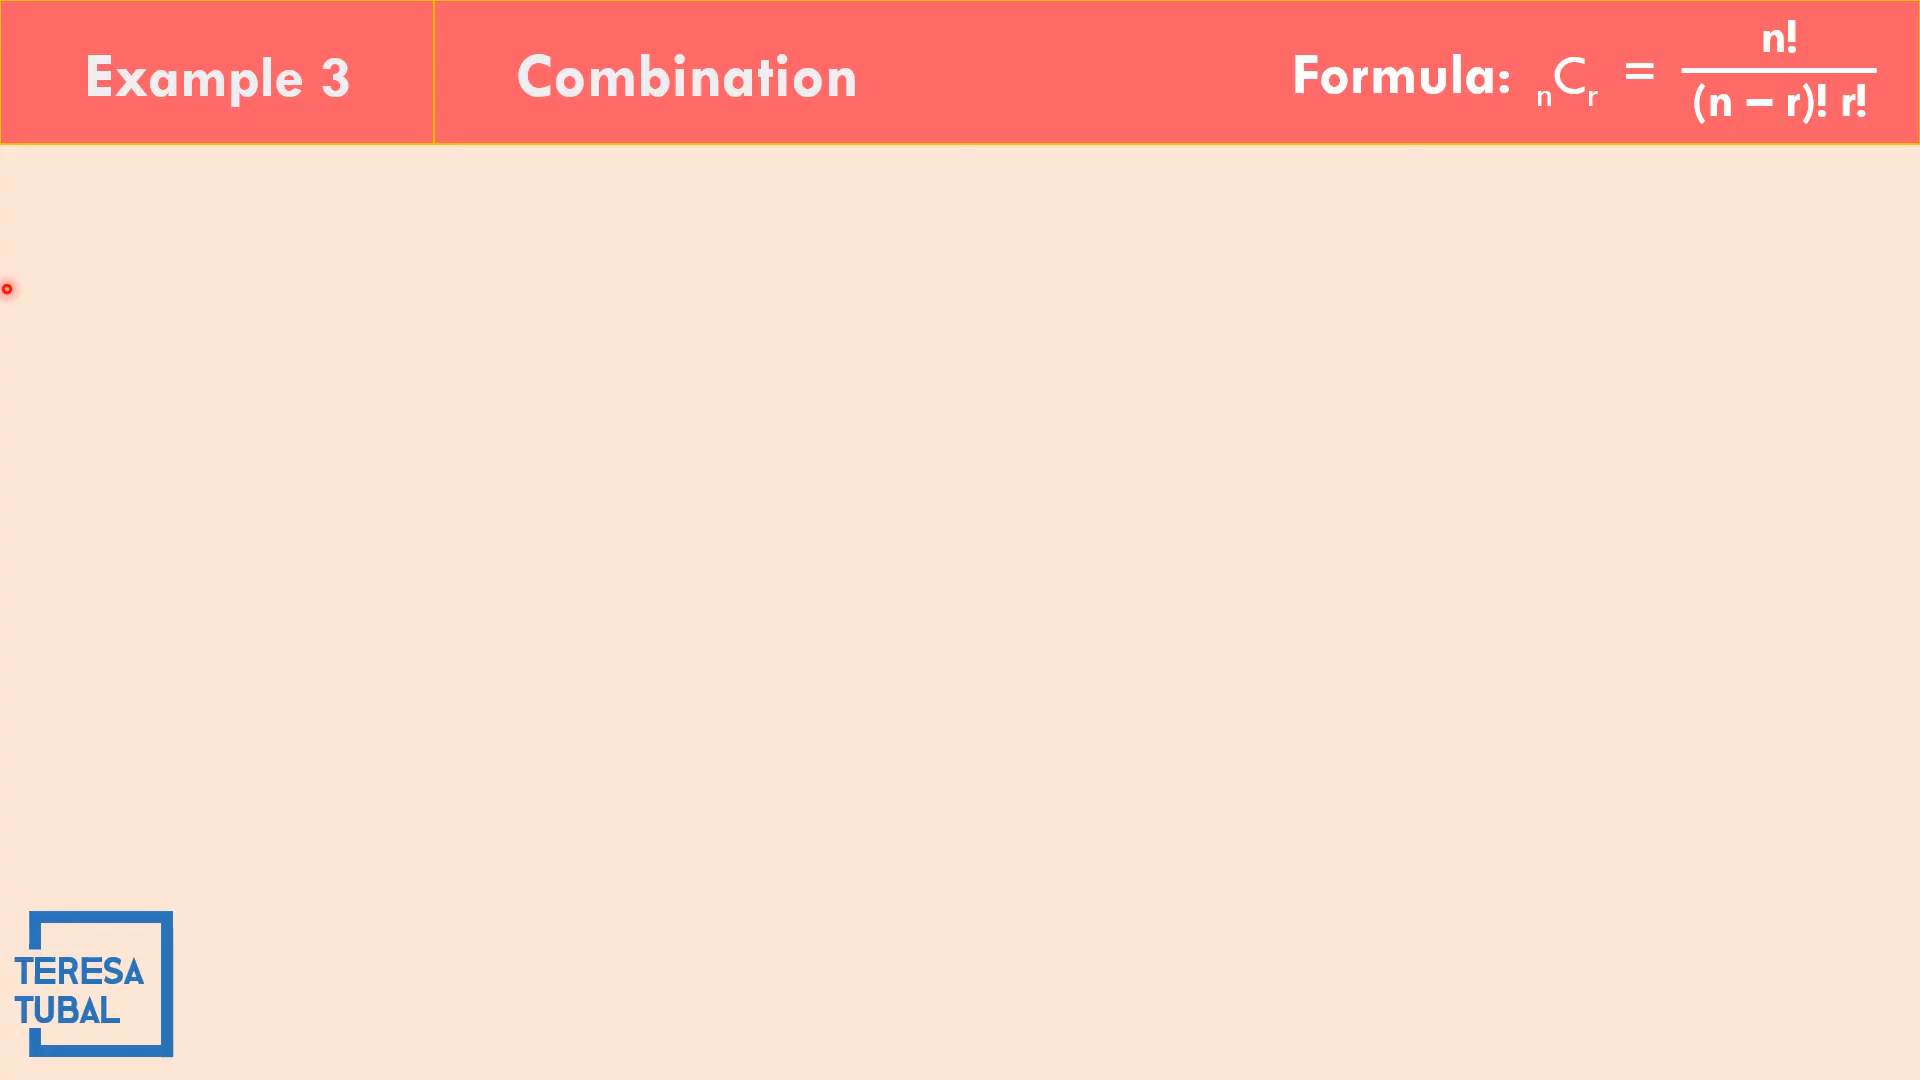 Example 3
Combination
Formula: nCr = n! / (n – r)! r!
TERESA
TUBAL